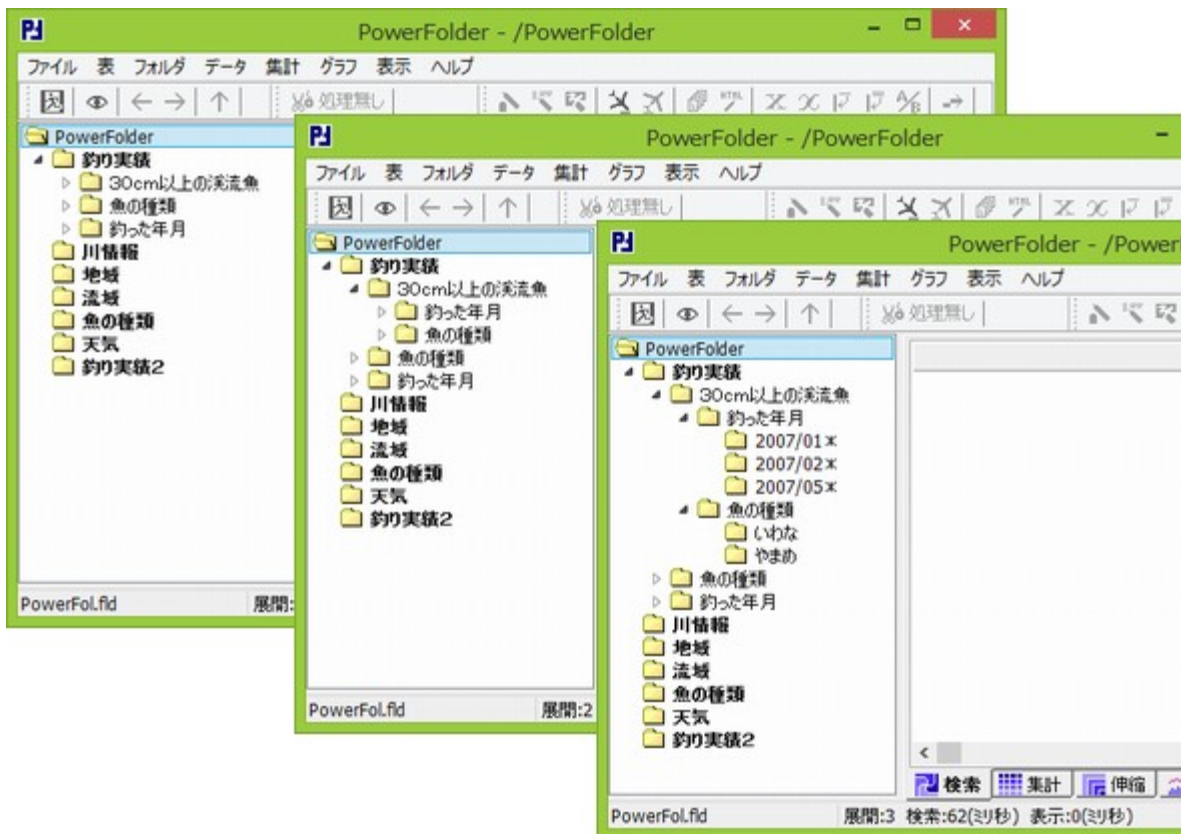 PowerFolder - /PowerFolder
ファイル 表 フォルダ データ 集計 グラフ 表示 ヘルプ
処理無し
PowerFolder
釣り実績
30cm以上の渓流魚
魚の種類
釣った年月
川情報
地域
流域
魚の種類
天気
釣り実績2
PowerFol.fld 展開:
PowerFolder - /PowerFolder
ファイル 表 フォルダ データ 集計 グラフ 表示 ヘルプ
処理無し
PowerFolder
釣り実績
30cm以上の渓流魚
釣った年月
魚の種類
魚の種類
釣った年月
川情報
地域
流域
魚の種類
天気
釣り実績2
PowerFol.fld 展開:2
PowerFolder - /Power
ファイル 表 フォルダ データ 集計 グラフ 表示 ヘルプ
処理無し
PowerFolder
釣り実績
30cm以上の渓流魚
釣った年月
2007/01*
2007/02*
2007/05*
魚の種類
いわな
やまめ
魚の種類
釣った年月
川情報
地域
流域
魚の種類
天気
釣り実績2
検索 集計 伸縮
PowerFol.fld 展開:3 検索:62(ミリ秒) 表示:0(ミリ秒)